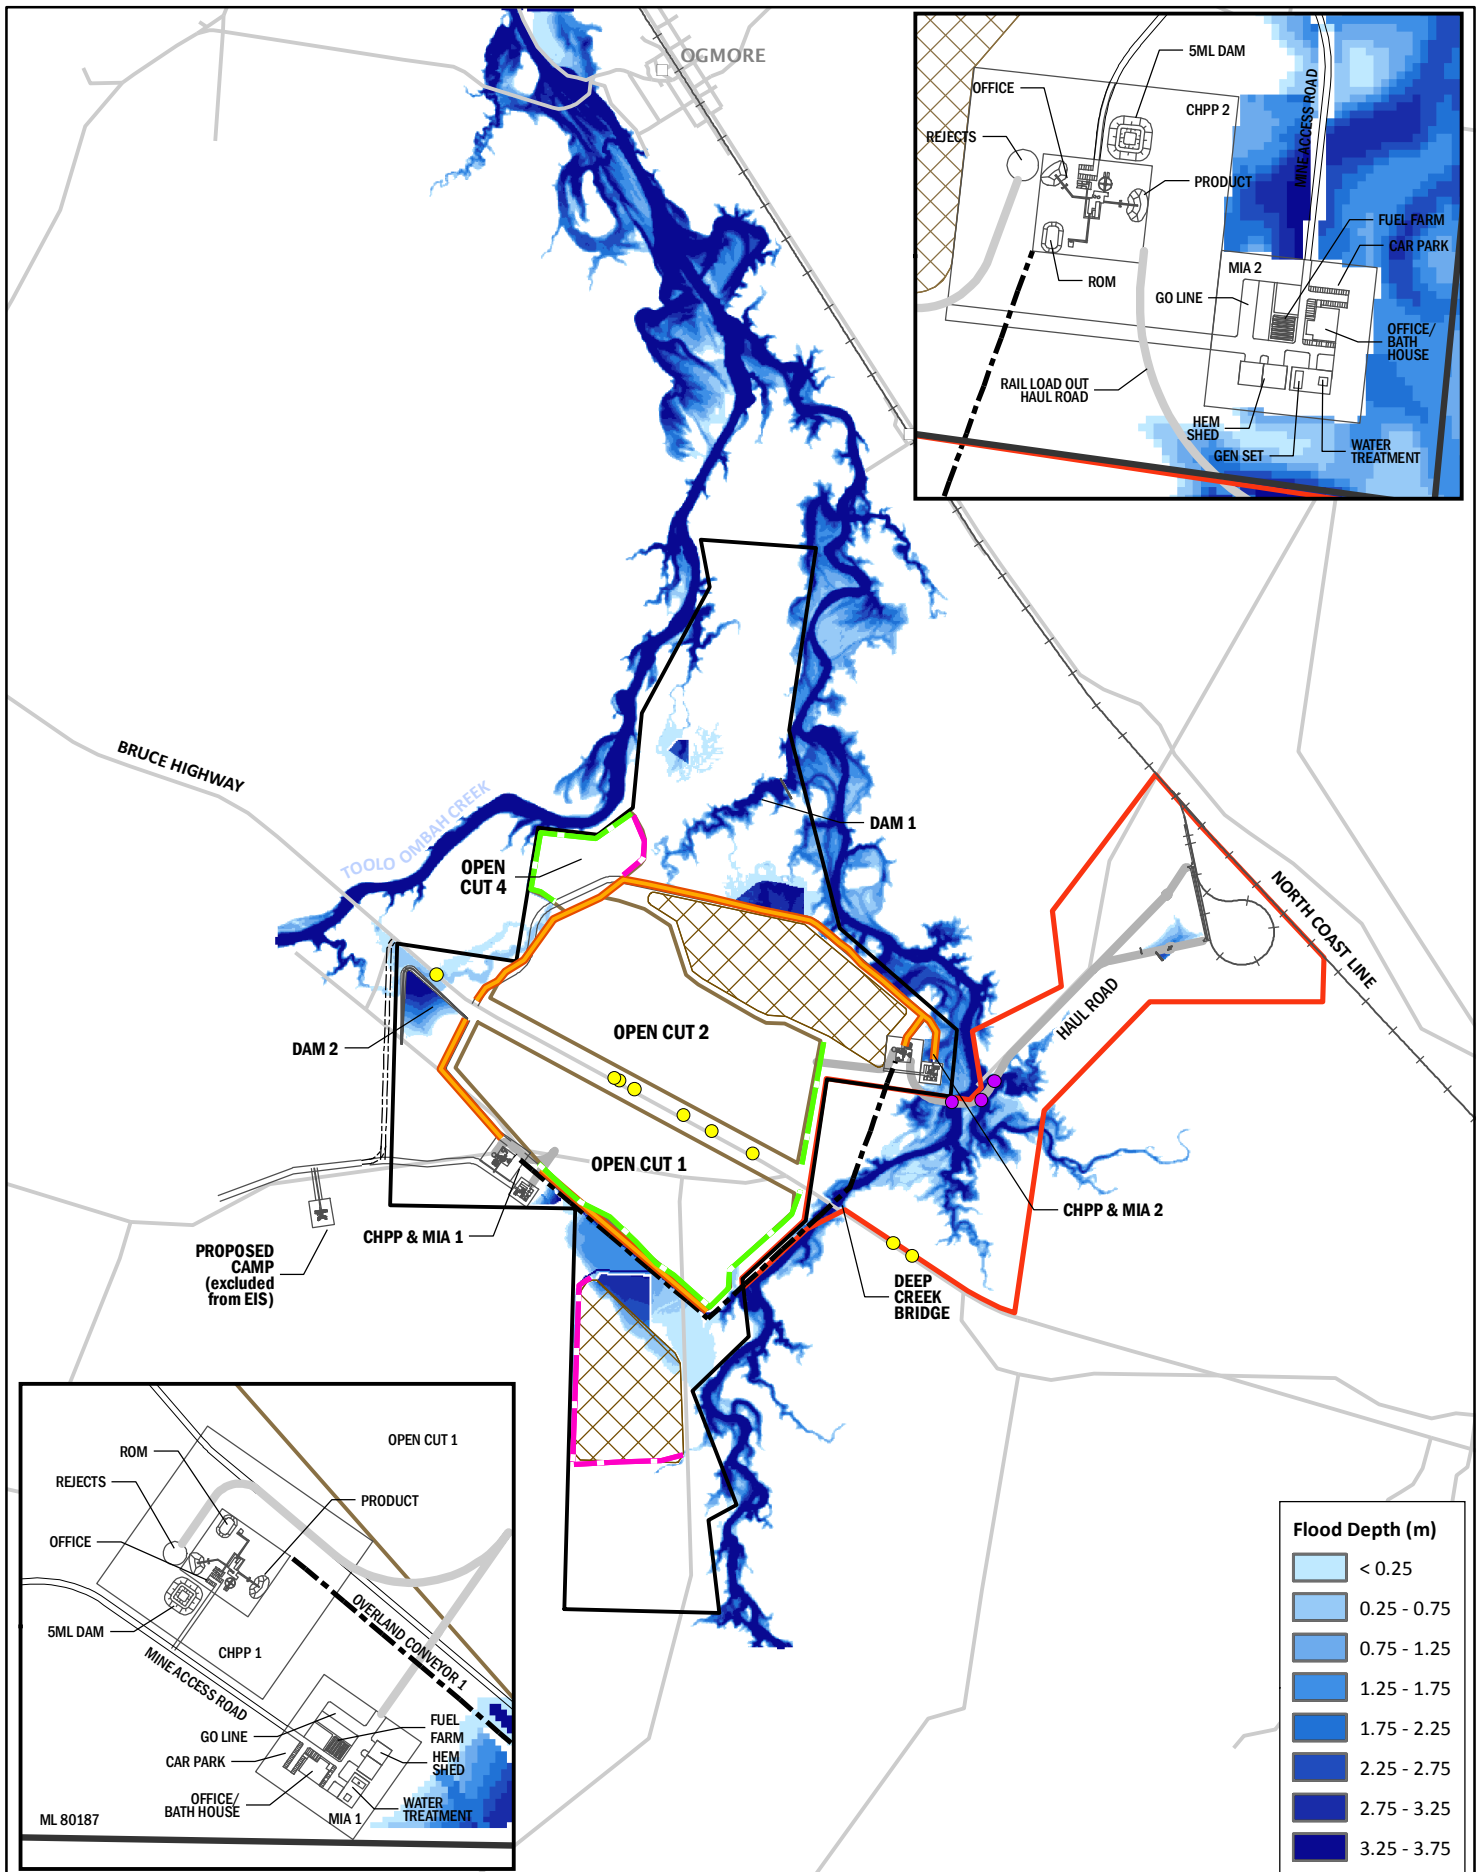 OGMORE
5ML DAM
OFFICE
CHPP 2
REJECTS
MINE ACCESS ROAD
PRODUCT
FUEL FARM
CAR PARK
MIA 2
ROM
GO LINE
OFFICE/
BATH
HOUSE
RAIL LOAD OUT
HAUL ROAD
HEM
SHED
GEN SET
WATER
TREATMENT
BRUCE HIGHWAY
TOOLO OMBAH CREEK
DAM 1
OPEN
CUT 4
NORTH COAST LINE
HAUL ROAD
OPEN CUT 2
DAM 2
OPEN CUT 1
CHPP & MIA 1
CHPP & MIA 2
PROPOSED
CAMP
(excluded
from EIS)
DEEP
CREEK
BRIDGE
OPEN CUT 1
ROM
REJECTS
PRODUCT
OFFICE
5ML DAM
CHPP 1
OVERLAND CONVEYOR 1
MINE ACCESS ROAD
GO LINE
FUEL
FARM
CAR PARK
HEM
SHED
OFFICE/
BATH HOUSE
WATER
TREATMENT
MIA 1
ML 80187
Flood Depth (m)
< 0.25
0.25 - 0.75
0.75 - 1.25
1.25 - 1.75
1.75 - 2.25
2.25 - 2.75
2.75 - 3.25
3.25 - 3.75